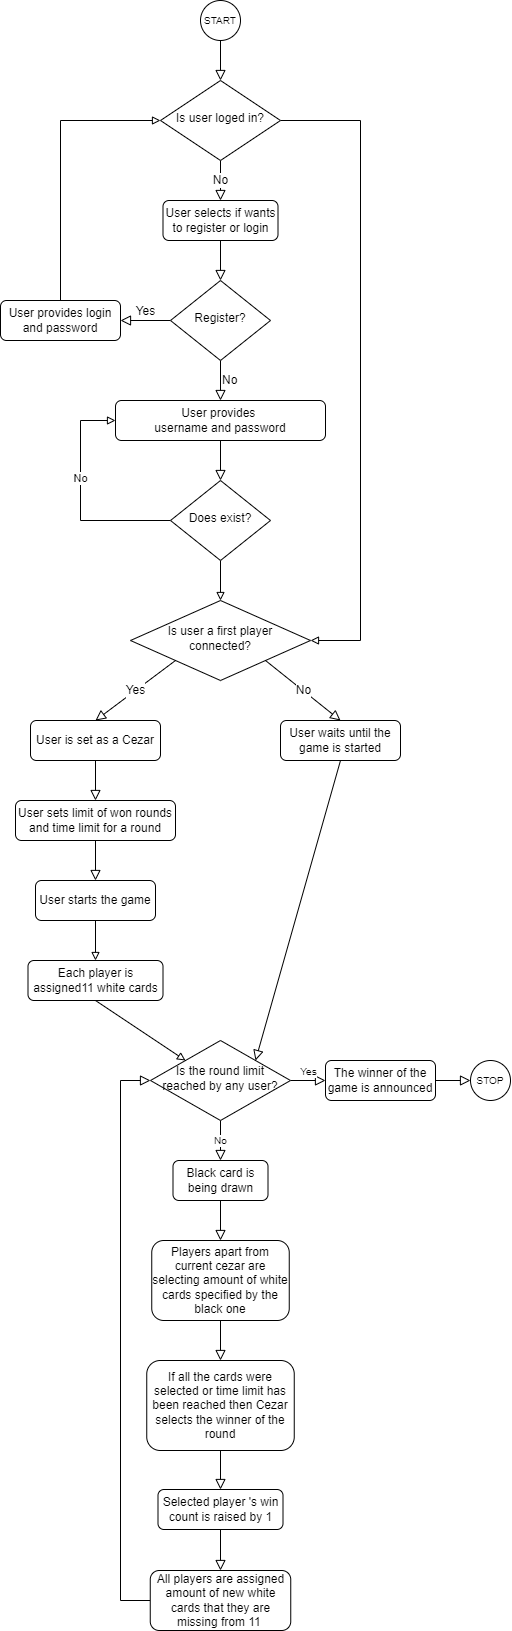 START
Is user loged in?
No
User selects if wants
to register or login
User provides login
and password
Yes
Register?
No
User provides
username and password
No
Does exist?
Is user a first player
connected?
Yes
No
User is set as a Cezar
User waits until the
game is started
User sets limit of won rounds
and time limit for a round
User starts the game
Each player is
assigned11 white cards
Is the round limit
reached by any user?
Yes
The winner of the
game is announced
STOP
No
Black card is
being drawn
Players apart from
current cezar are
selecting amount of white
cards specified by the
black one
If all the cards were
selected or time limit has
been reached then Cezar
selects the winner of the
round
Selected player 's win
count is raised by 1
All players are assigned
amount of new white
cards that they are
missing from 11